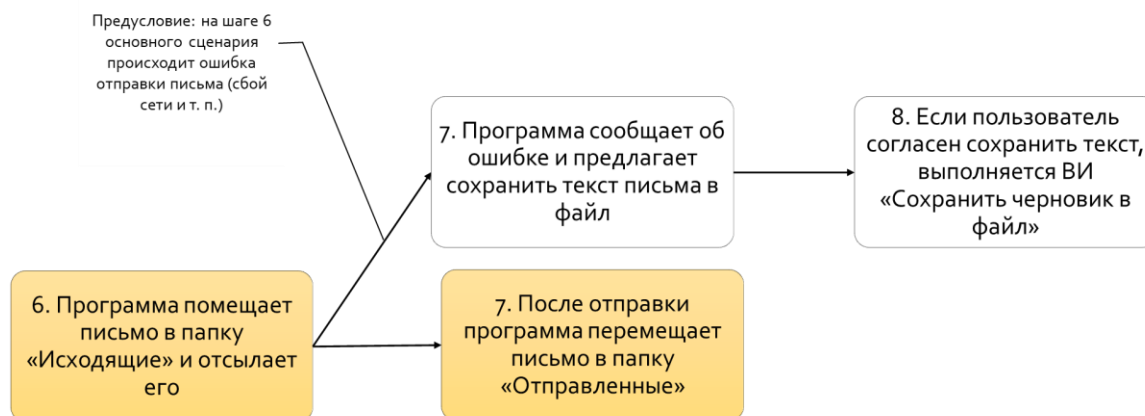 Предусловие: на шаге 6
основного сценария
происходит ошибка
отправки письма (сбой
сети и т. п.)
7. Программа сообщает об
ошибке и предлагает
сохранить текст письма в
файл
8. Если пользователь
согласен сохранить текст,
выполняется ВИ
«Сохранить черновик в
файл»
6. Программа помещает
письмо в папку
«Исходящие» и отсылает
его
7. После отправки
программа перемещает
письмо в папку
«Отправленные»